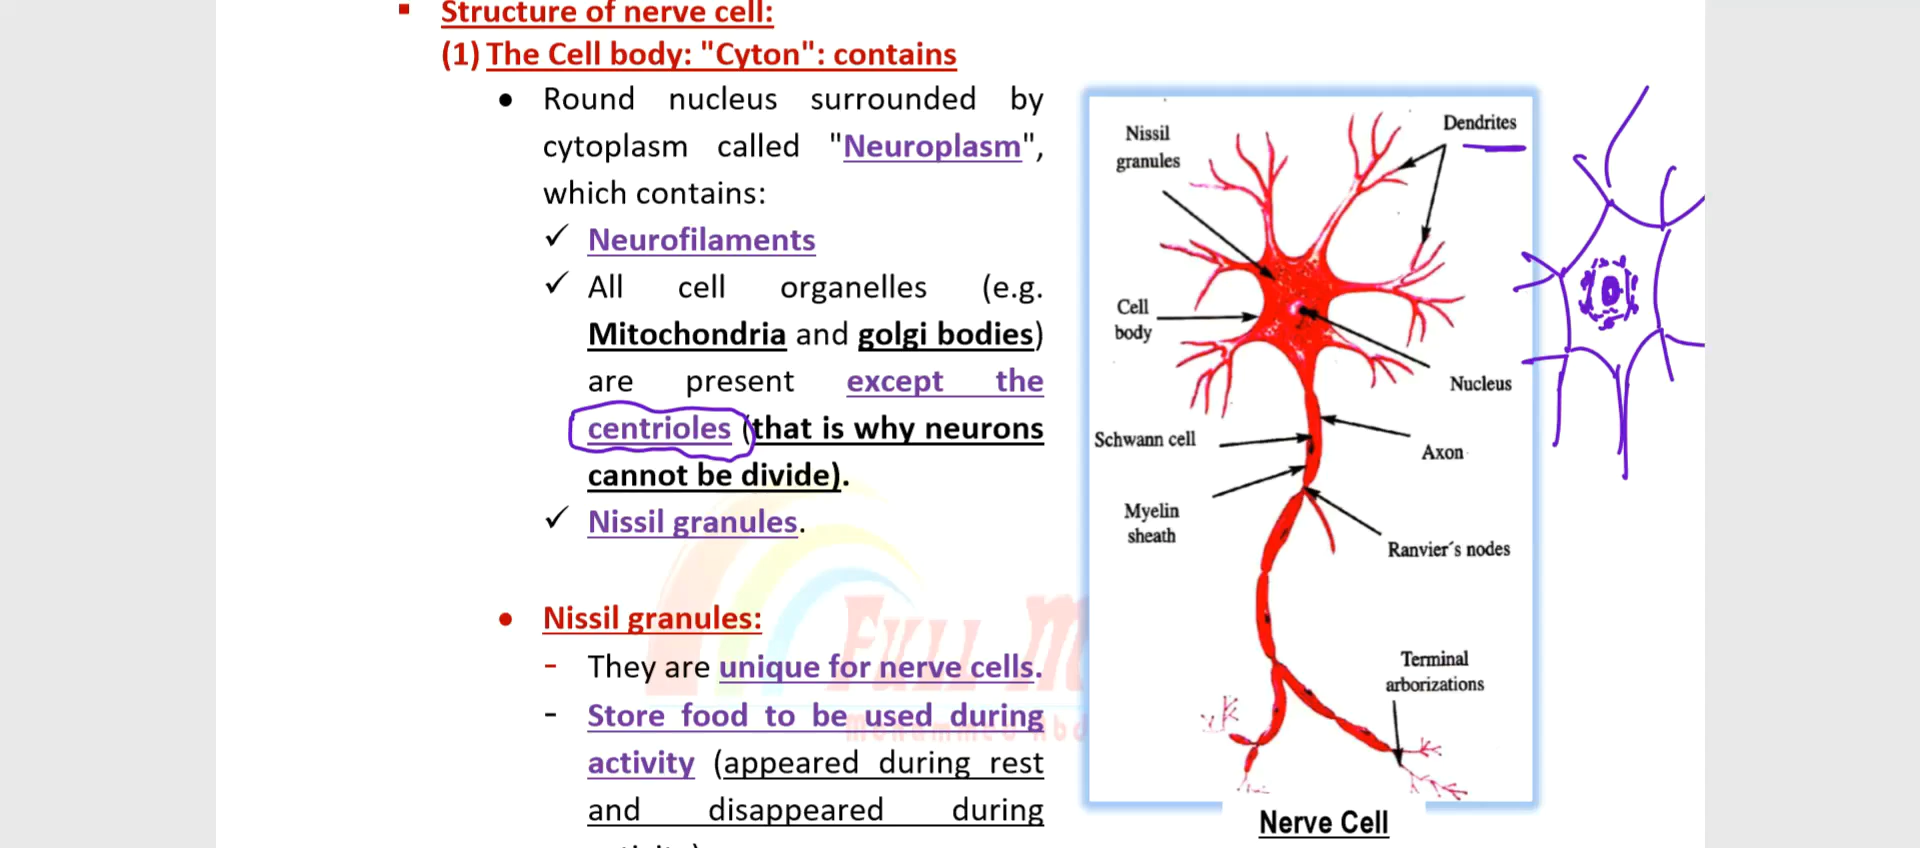 ▪ Structure of nerve cell:
(1) The Cell body: "Cyton": contains
● Round nucleus surrounded by
cytoplasm called "Neuroplasm",
which contains:
✓ Neurofilaments
✓ All cell organelles (e.g.
Mitochondria and golgi bodies)
are present except the
centrioles (that is why neurons
cannot be divide).
✓ Nissil granules.
● Nissil granules:
- They are unique for nerve cells.
- Store food to be used during
activity (appeared during rest
and disappeared during
Nissil
granules
Dendrites
Cell
body
Nucleus
Schwann cell
Axon
Myelin
sheath
Ranvier´s nodes
Terminal
arborizations
Nerve Cell
FULL M